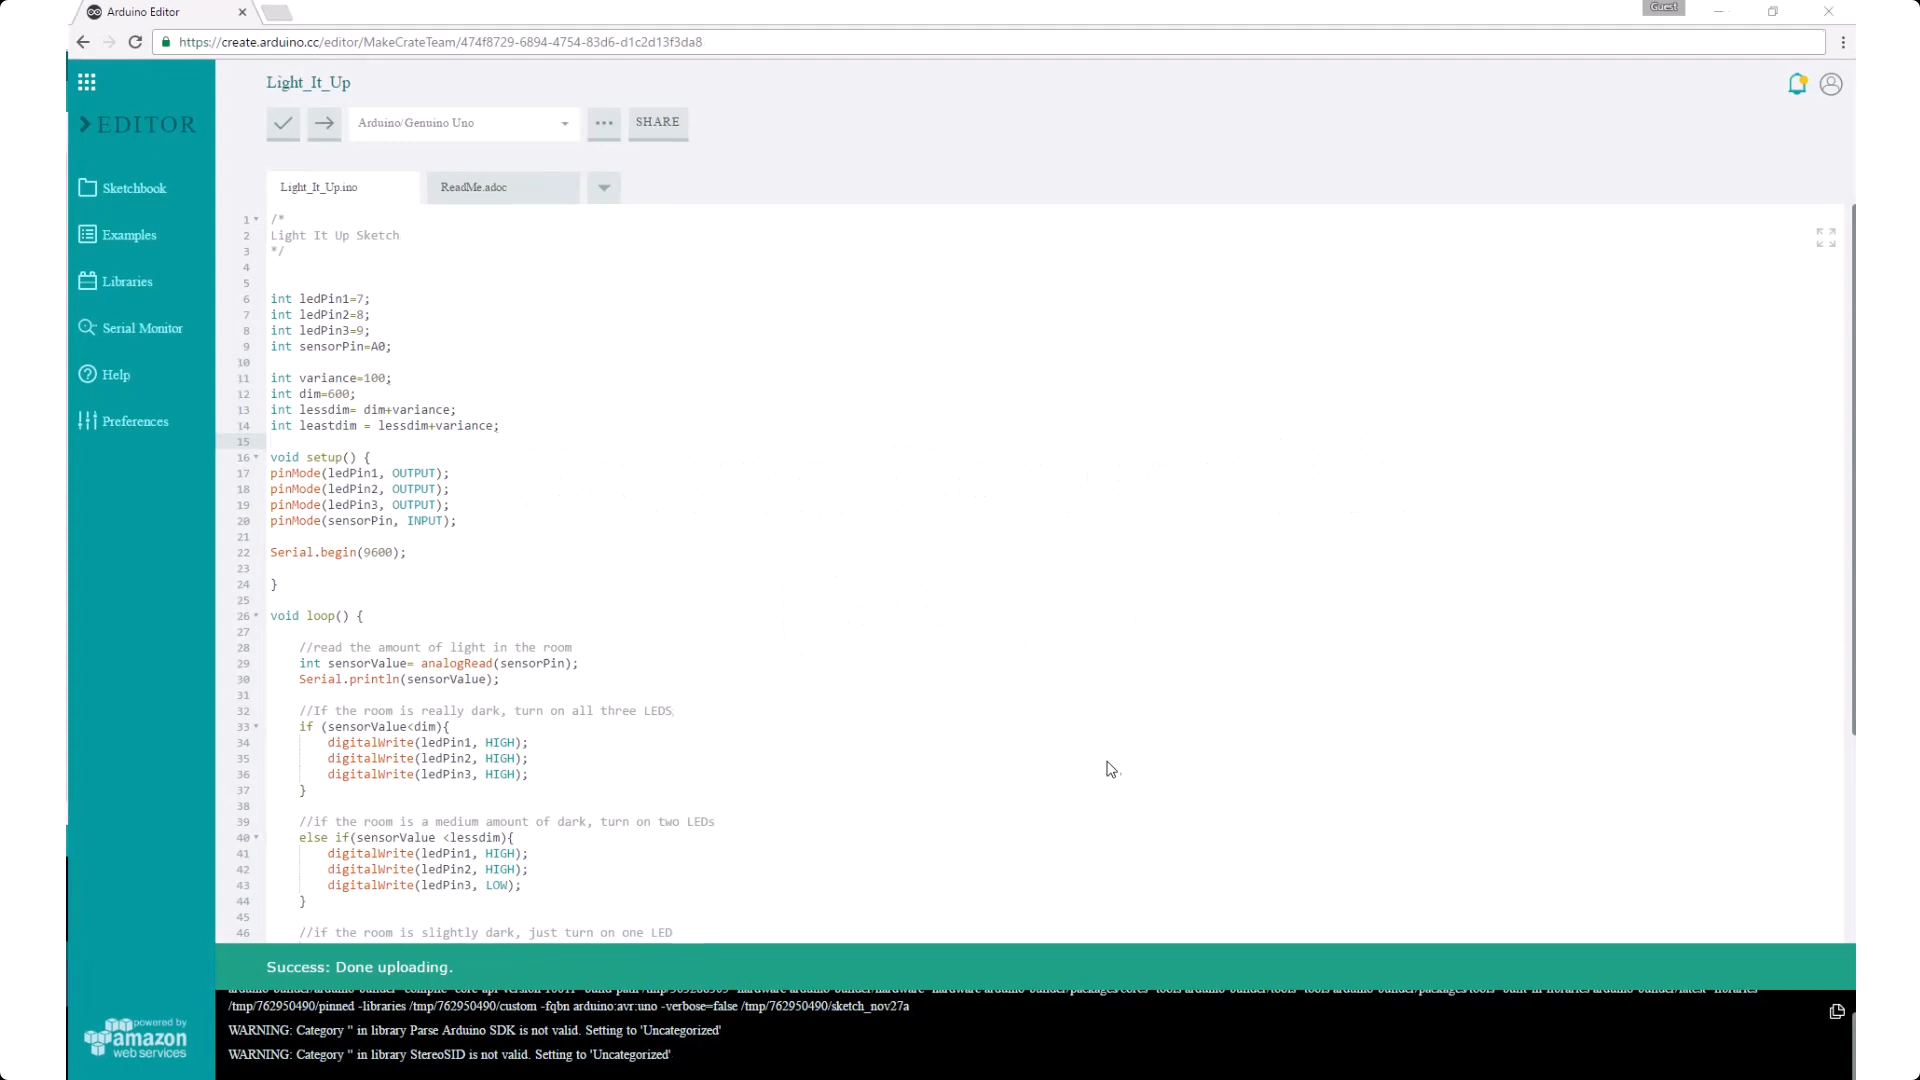 Arduino Editor
Guest
https://create.arduino.cc/editor/MakeCrateTeam/474f8729-6894-4754-83d6-d1c2d13f3da8
EDITOR
Sketchbook
Examples
Libraries
Serial Monitor
Help
Preferences
powered by
amazon
web services
Light_It_Up
Arduino/Genuino Uno
SHARE
Light_It_Up.ino
ReadMe.adoc
1 /*
2 Light It Up Sketch
3 */
4
5
6 int ledPin1=7;
7 int ledPin2=8;
8 int ledPin3=9;
9 int sensorPin=A0;
10
11 int variance=100;
12 int dim=600;
13 int lessdim= dim+variance;
14 int leastdim = lessdim+variance;
15
16 void setup() {
17 pinMode(ledPin1, OUTPUT);
18 pinMode(ledPin2, OUTPUT);
19 pinMode(ledPin3, OUTPUT);
20 pinMode(sensorPin, INPUT);
21
22 Serial.begin(9600);
23
24 }
25
26 void loop() {
27
28 //read the amount of light in the room
29 int sensorValue= analogRead(sensorPin);
30 Serial.println(sensorValue);
31
32 //If the room is really dark, turn on all three LEDS
33 if (sensorValue<dim){
34 digitalWrite(ledPin1, HIGH);
35 digitalWrite(ledPin2, HIGH);
36 digitalWrite(ledPin3, HIGH);
37 }
38
39 //if the room is a medium amount of dark, turn on two LEDs
40 else if(sensorValue <lessdim){
41 digitalWrite(ledPin1, HIGH);
42 digitalWrite(ledPin2, HIGH);
43 digitalWrite(ledPin3, LOW);
44 }
45
46 //if the room is slightly dark, just turn on one LED
Success: Done uploading.
/tmp/762950490/pinned -libraries /tmp/762950490/custom -fqbn arduino:avr:uno -verbose=false /tmp/762950490/sketch_nov27a
WARNING: Category '' in library Parse Arduino SDK is not valid. Setting to 'Uncategorized'
WARNING: Category '' in library StereoSID is not valid. Setting to 'Uncategorized'